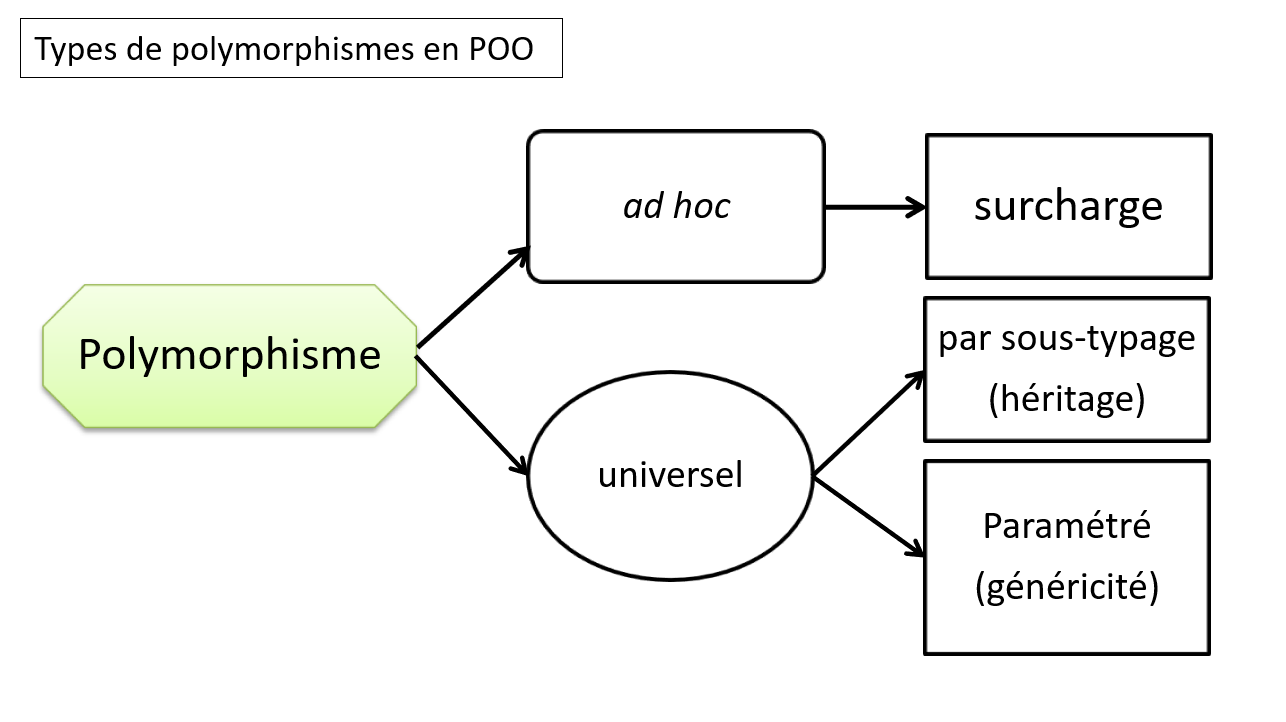 Types de polymorphismes en POO
ad hoc
surcharge
Polymorphisme
par sous-typage
(héritage)
universel
Paramétré
(généricité)